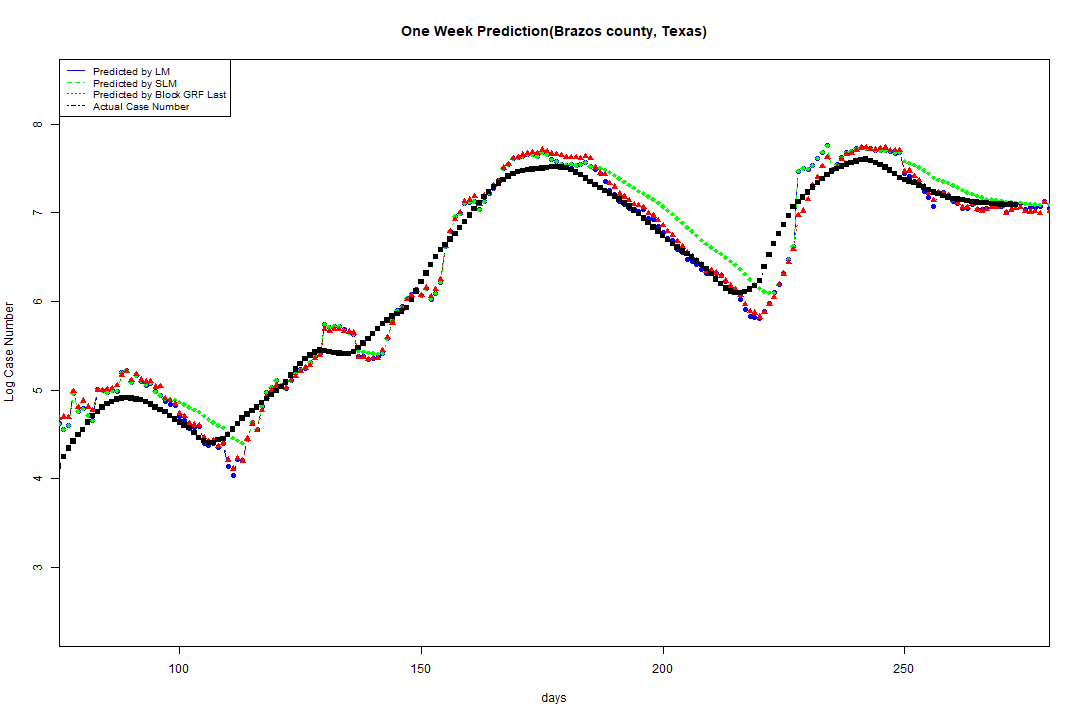 One Week Prediction(Brazos county, Texas)
Predicted by LM
Predicted by SLM
Predicted by Block GRF Last
Actual Case Number
8
7
6
5
4
3
Log Case Number
100 150 200 250
days